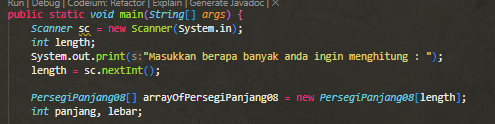 Run | Debug | Codeium: Refactor | Explain | Generate Javadoc | ×
public static void main(String[] args) {
Scanner sc = new Scanner(System.in);
int length;
System.out.print(s:"Masukkan berapa banyak anda ingin menghitung : ");
length = sc.nextInt();
PersegiPanjang08[] arrayOfPersegiPanjang08 = new PersegiPanjang08[length];
int panjang, lebar;